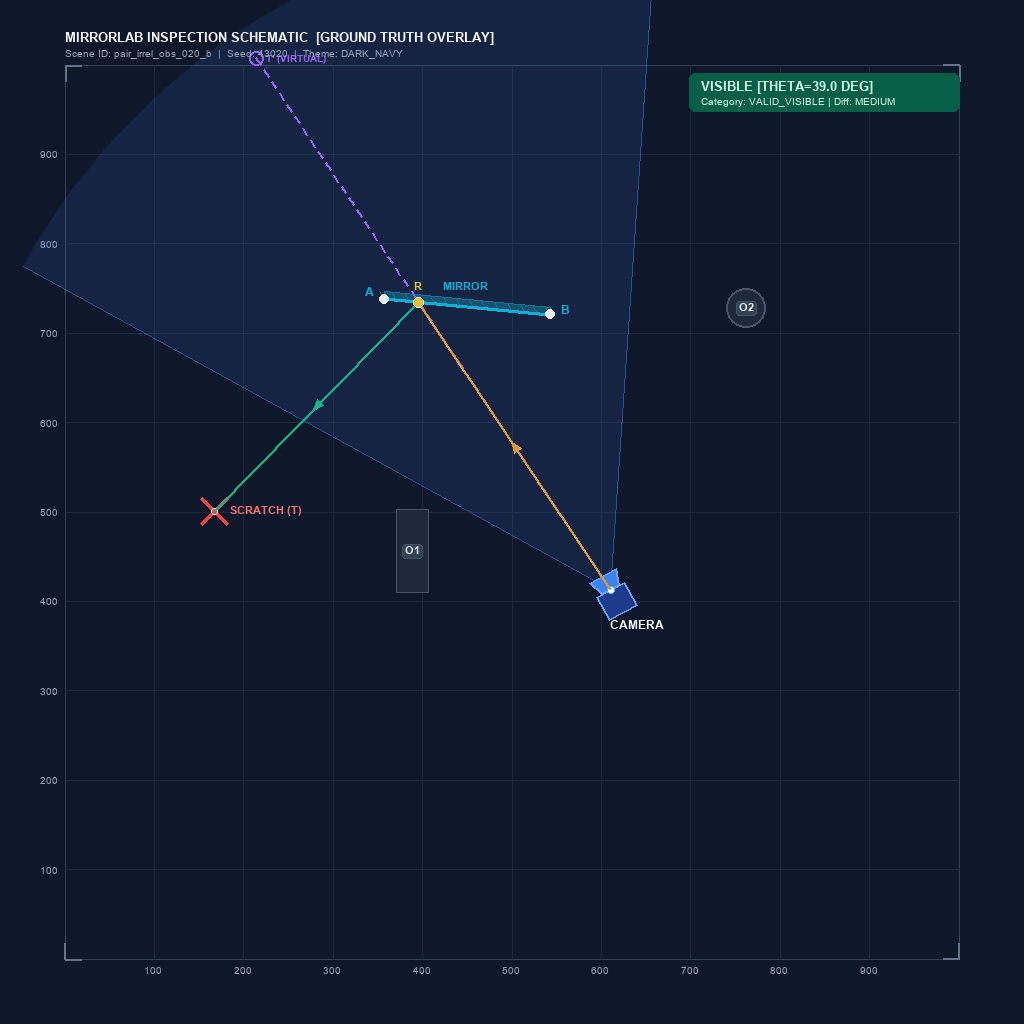 MIRRORLAB INSPECTION SCHEMATIC [GROUND TRUTH OVERLAY]
Scene ID: pair_irrel_obs_020_b | Seed: 43020 | Theme: DARK_NAVY
T' (VIRTUAL)
VISIBLE [THETA=39.0 DEG]
Category: VALID_VISIBLE | Diff: MEDIUM
A
R
MIRROR
B
O2
SCRATCH (T)
O1
CAMERA
900
800
700
600
500
400
300
200
100
100 200 300 400 500 600 700 800 900